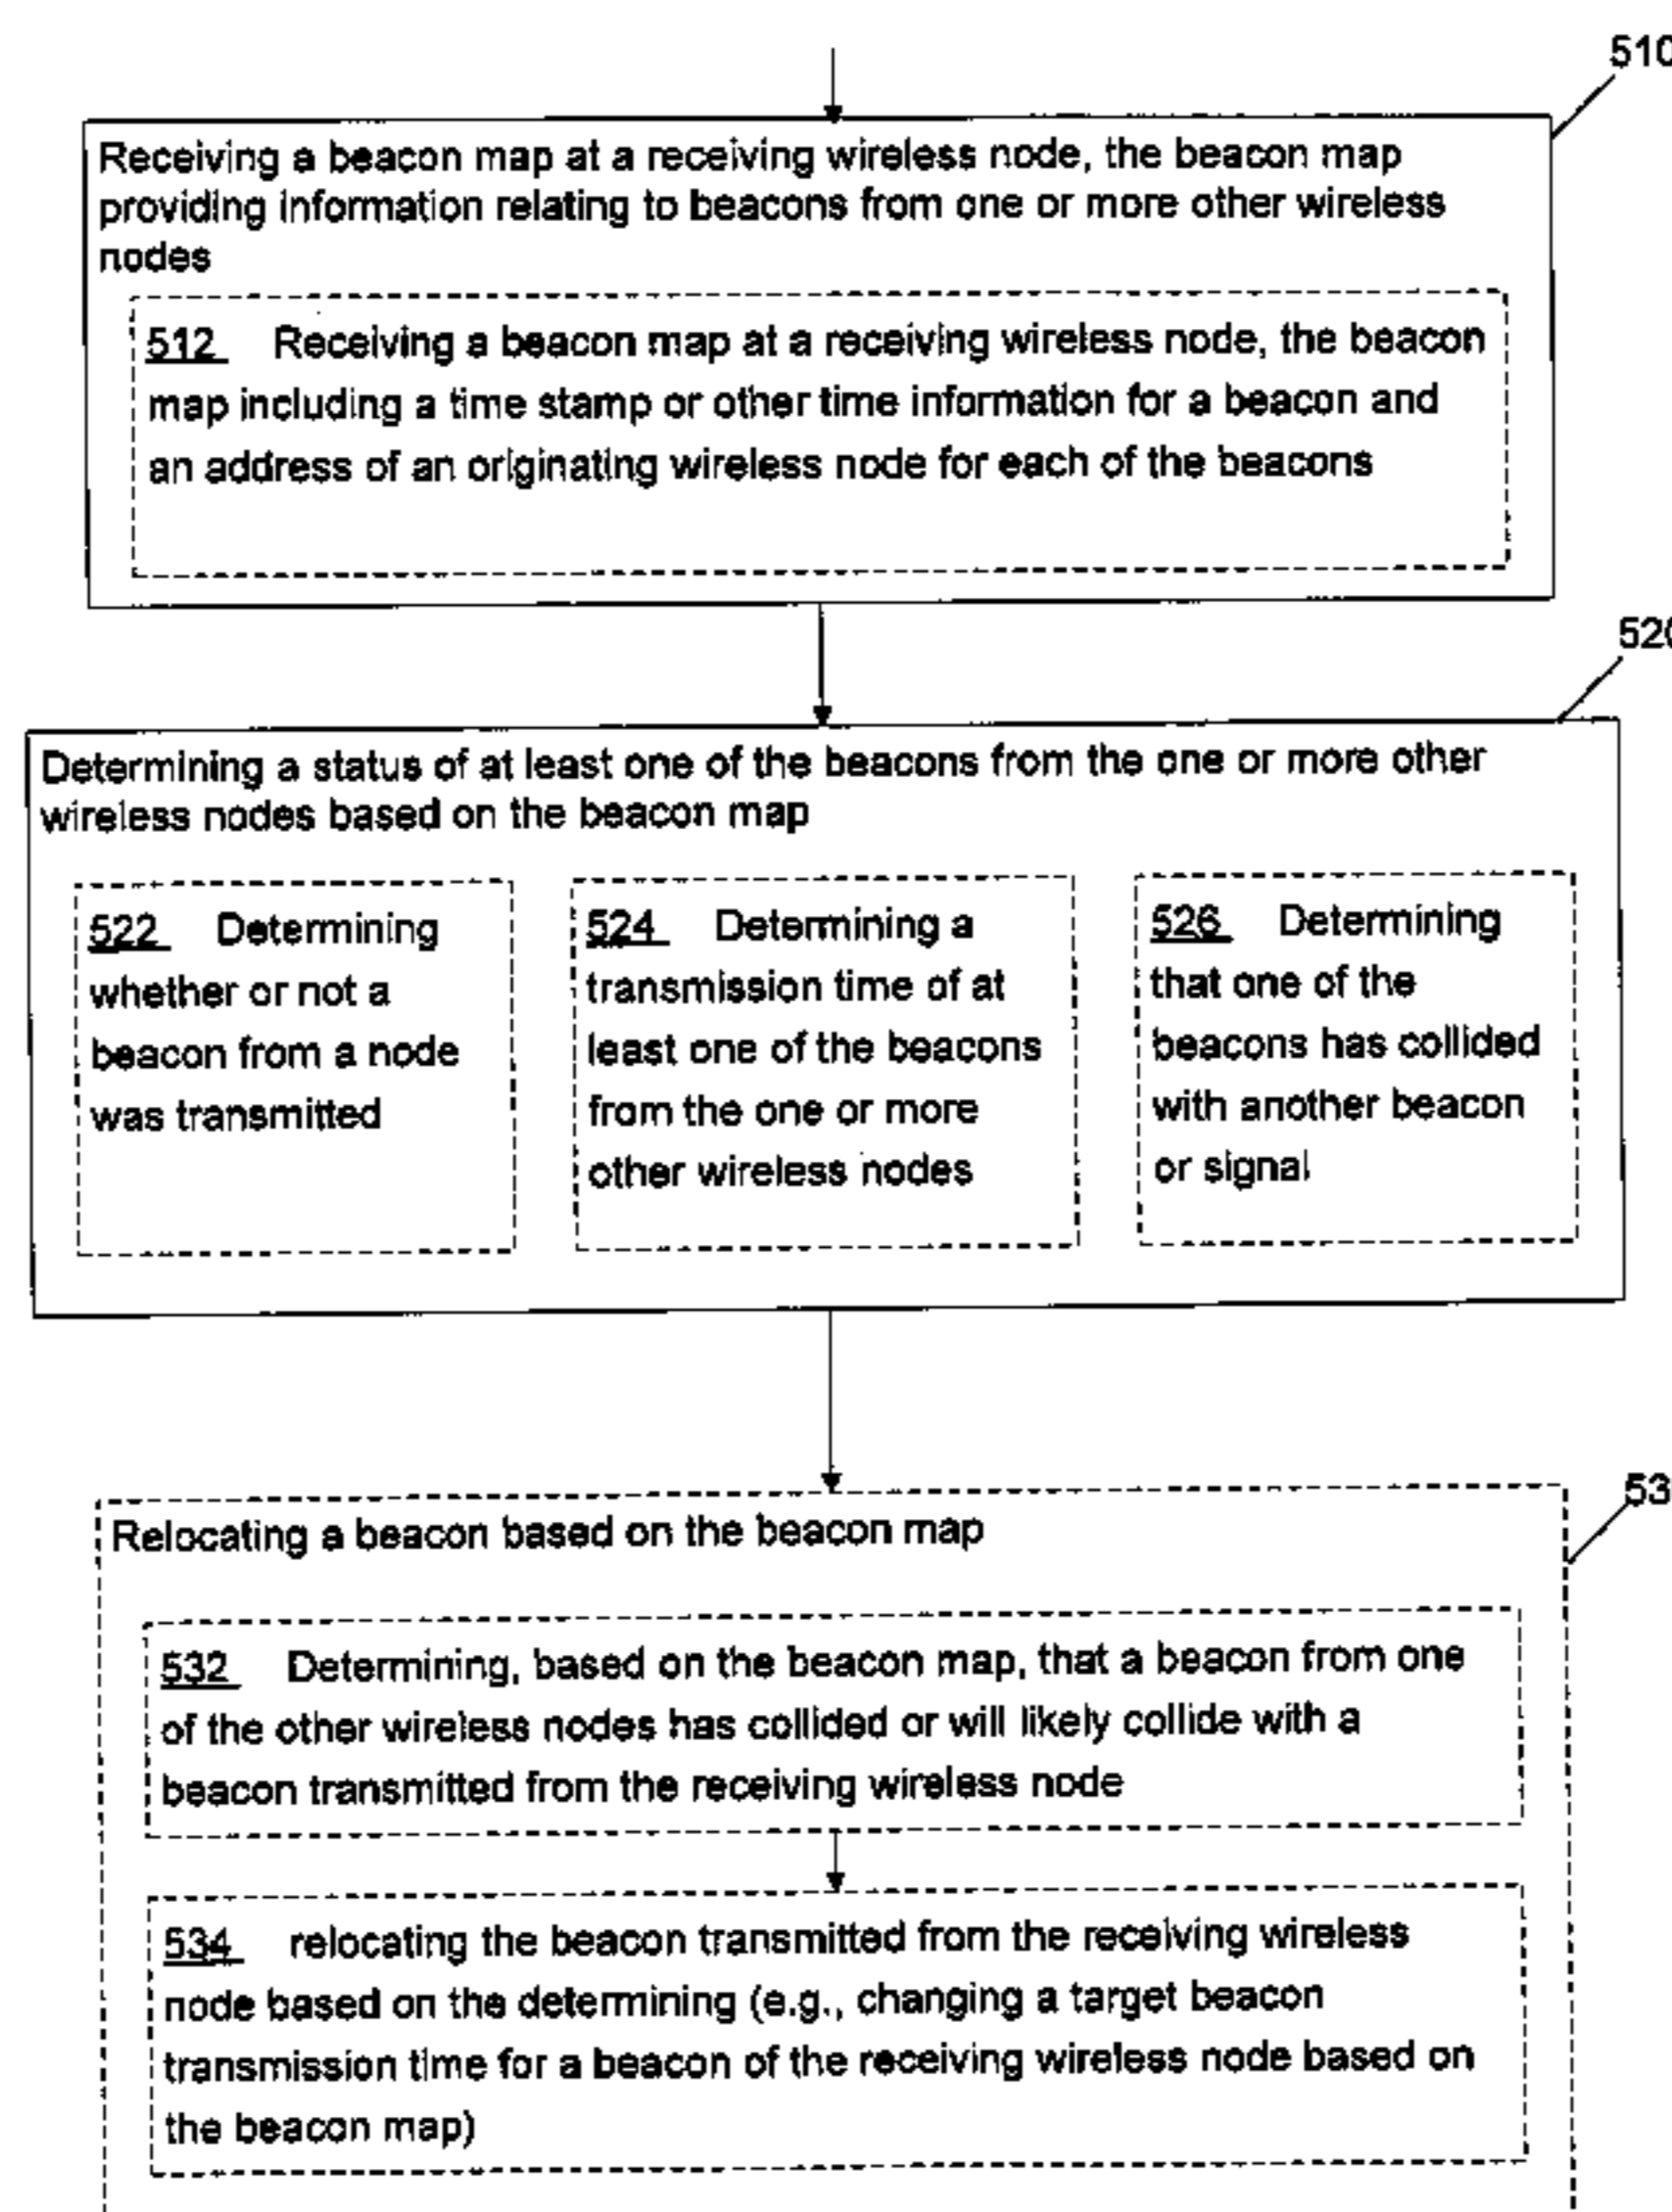 510
Receiving a beacon map at a receiving wireless node, the beacon map
providing information relating to beacons from one or more other wireless
nodes
512 Receiving a beacon map at a receiving wireless node, the beacon
map including a time stamp or other time information for a beacon and
an address of an originating wireless node for each of the beacons
520
Determining a status of at least one of the beacons from the one or more other
wireless nodes based on the beacon map
522 Determining
whether or not a
beacon from a node
was transmitted
524 Determining a
transmission time of at
least one of the beacons
from the one or more
other wireless nodes
526 Determining
that one of the
beacons has collided
with another beacon
or signal
53
Relocating a beacon based on the beacon map
532 Determining, based on the beacon map, that a beacon from one
of the other wireless nodes has collided or will likely collide with a
beacon transmitted from the receiving wireless node
534 relocating the beacon transmitted from the receiving wireless
node based on the determining (e.g., changing a target beacon
transmission time for a beacon of the receiving wireless node based on
the beacon map)